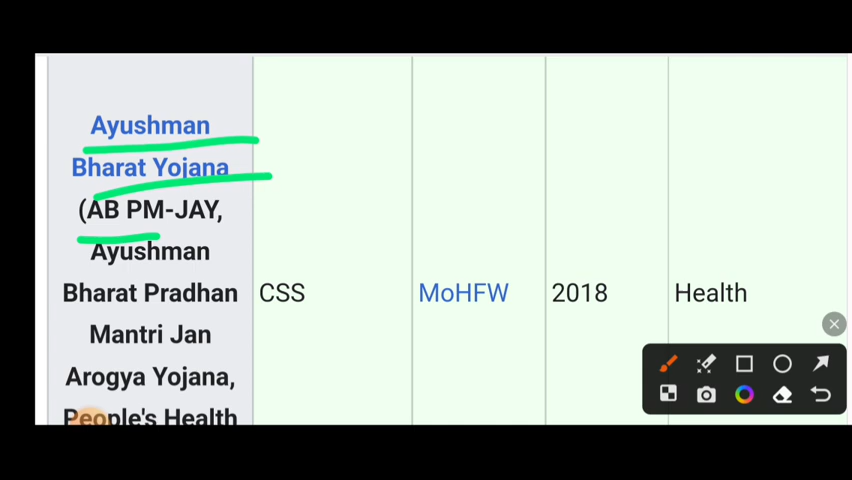 Ayushman
Bharat Yojana
(AB PM-JAY,
Ayushman
Bharat Pradhan
Mantri Jan
Arogya Yojana,
People's Health
CSS
MoHFW
2018
Health